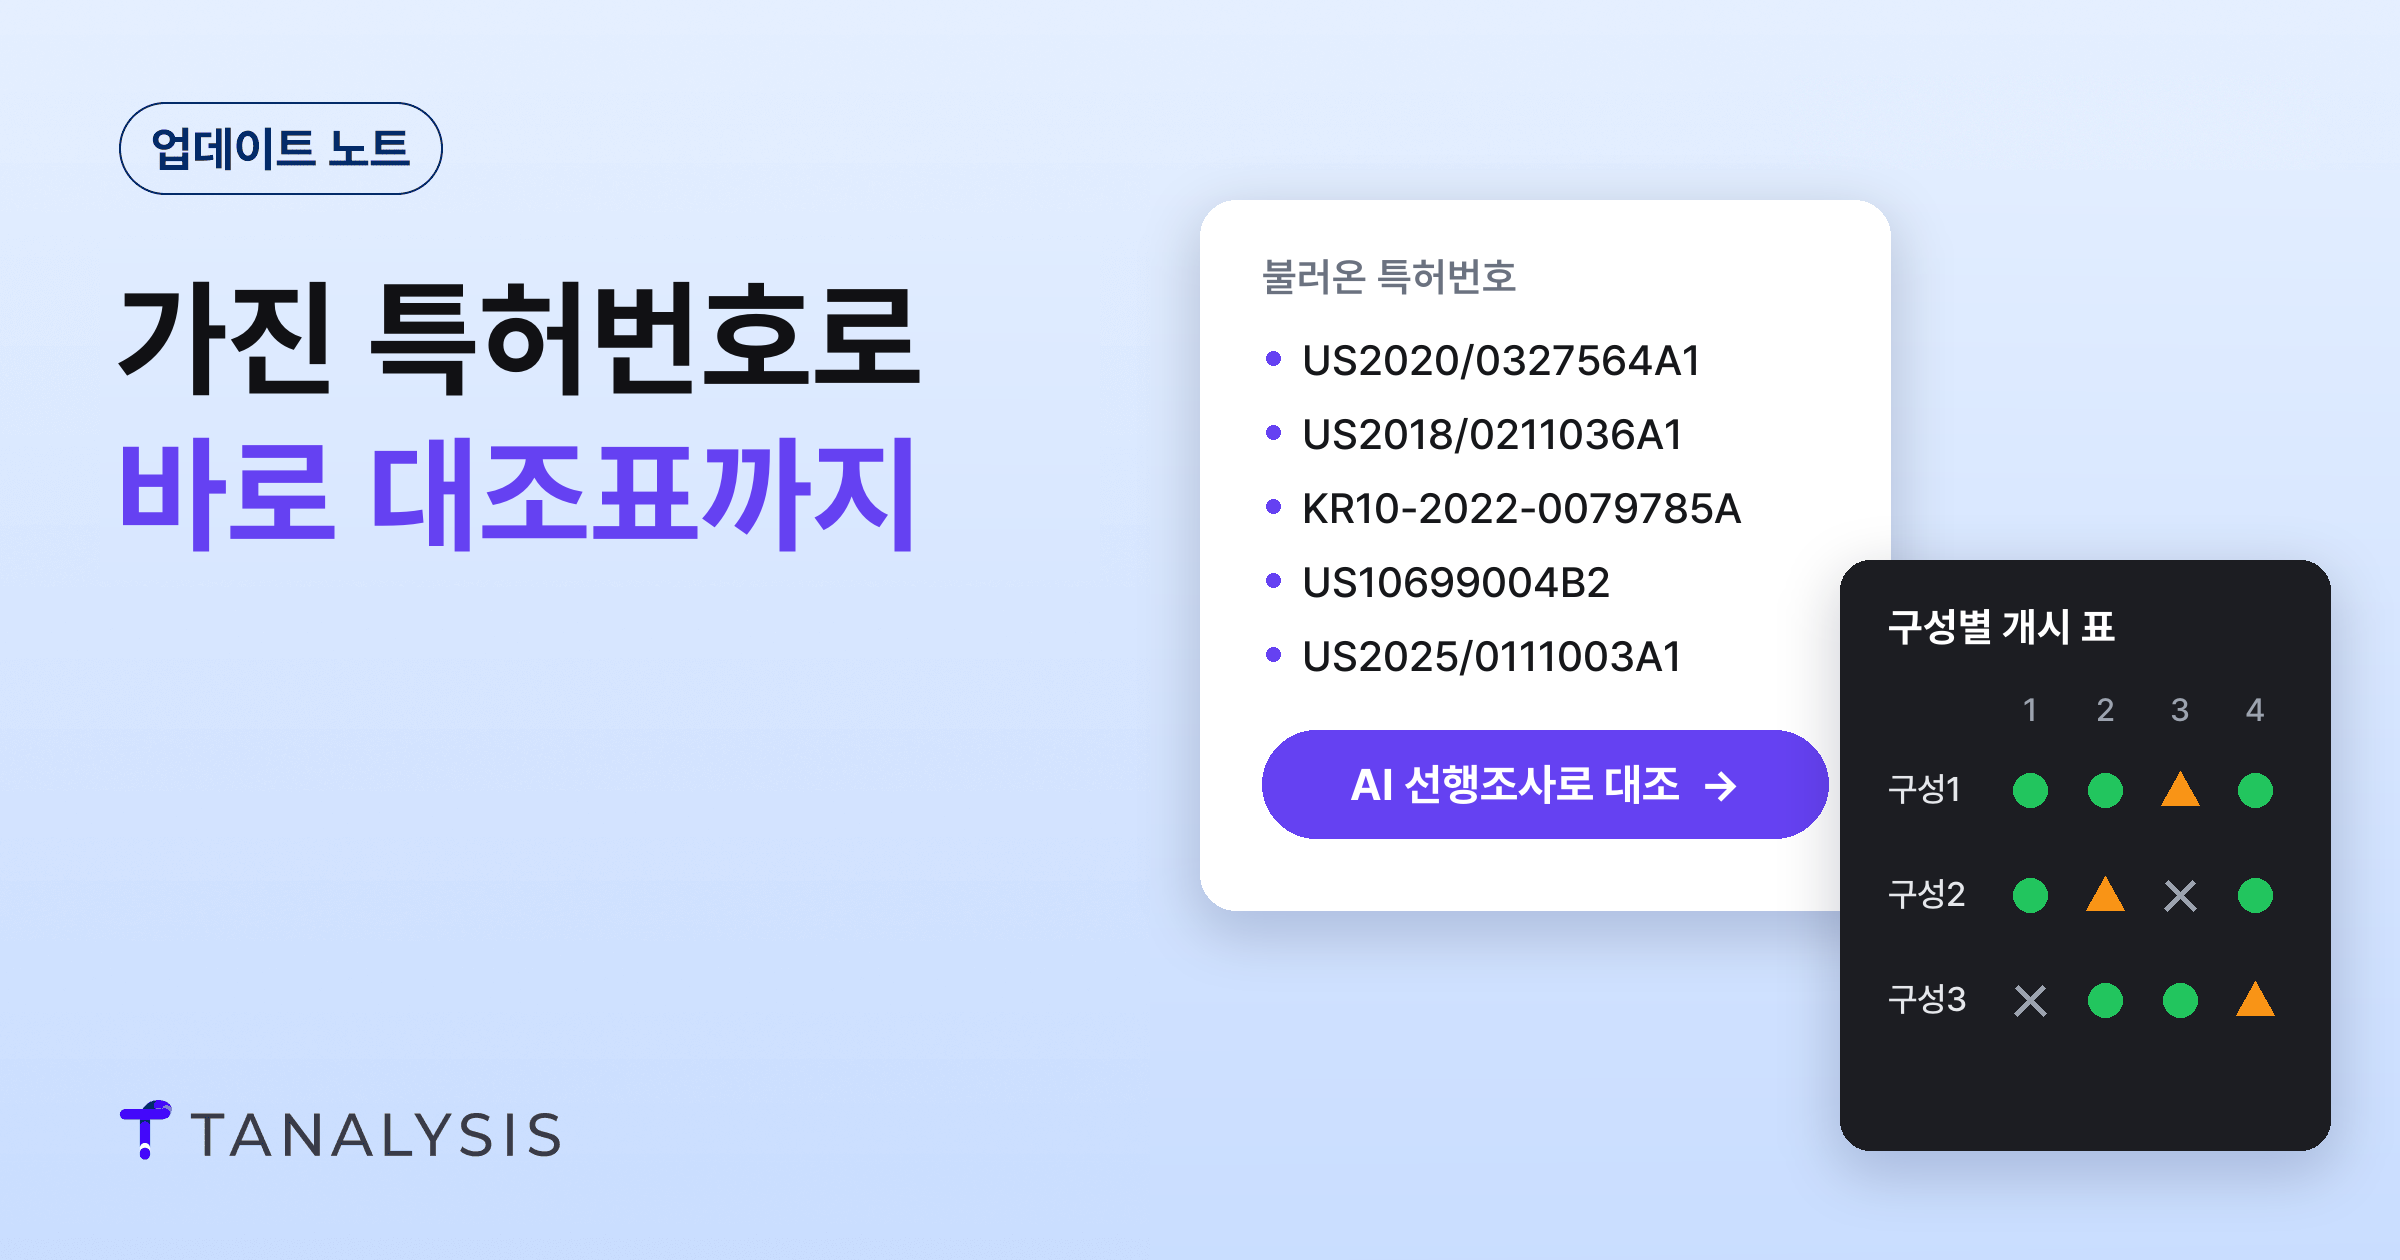 업데이트 노트
가진 특허번호로
바로 대조표까지
불러온 특허번호
• US2020/0327564A1
• US2018/0211036A1
• KR10-2022-0079785A
• US10699004B2
• US2025/0111003A1
AI 선행조사로 대조 →
구성별 개시 표
1 2 3 4
구성1 ● ● ▲ ●
구성2 ● ▲ × ●
구성3 × ● ● ▲
TANALYSIS